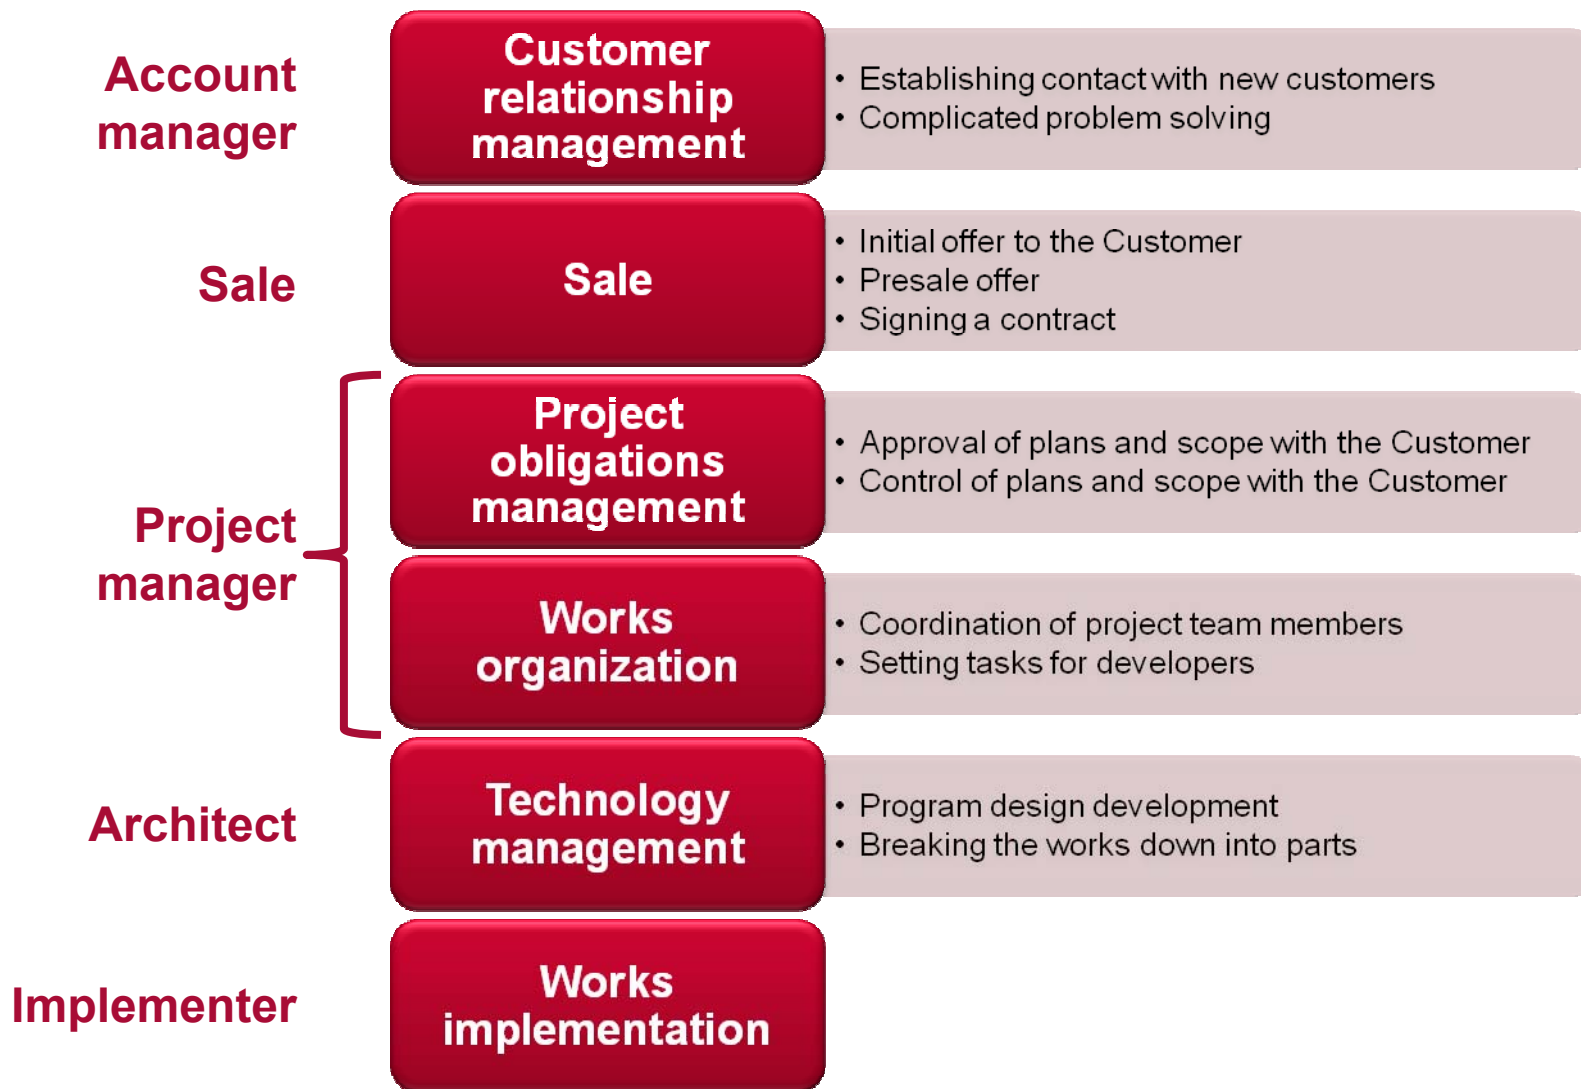 Account
manager
Customer
relationship
management
• Establishing contact with new customers
• Complicated problem solving
Sale
Sale
• Initial offer to the Customer
• Presale offer
• Signing a contract
Project
manager
Project
obligations
management
• Approval of plans and scope with the Customer
• Control of plans and scope with the Customer
Works
organization
• Coordination of project team members
• Setting tasks for developers
Architect
Technology
management
• Program design development
• Breaking the works down into parts
Implementer
Works
implementation